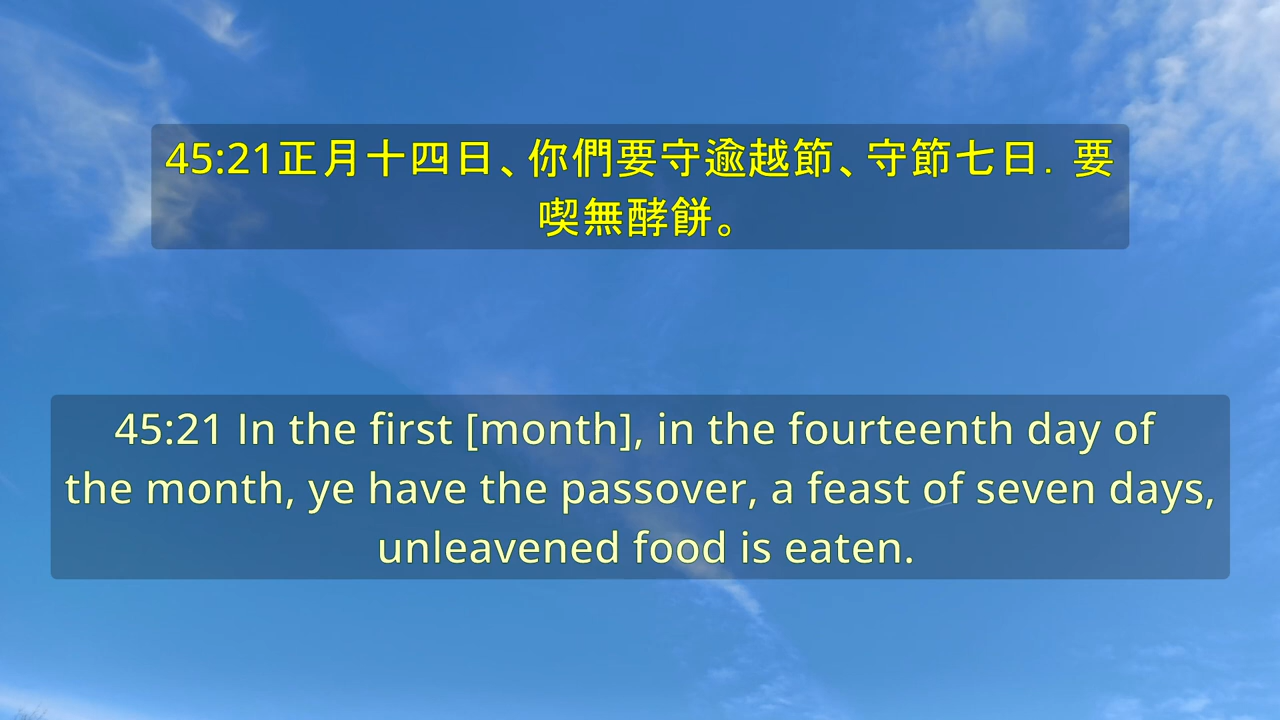 45:21正月十四日、你們要守逾越節、守節七日．要
喫無酵餅。
45:21 In the first [month], in the fourteenth day of
the month, ye have the passover, a feast of seven days,
unleavened food is eaten.